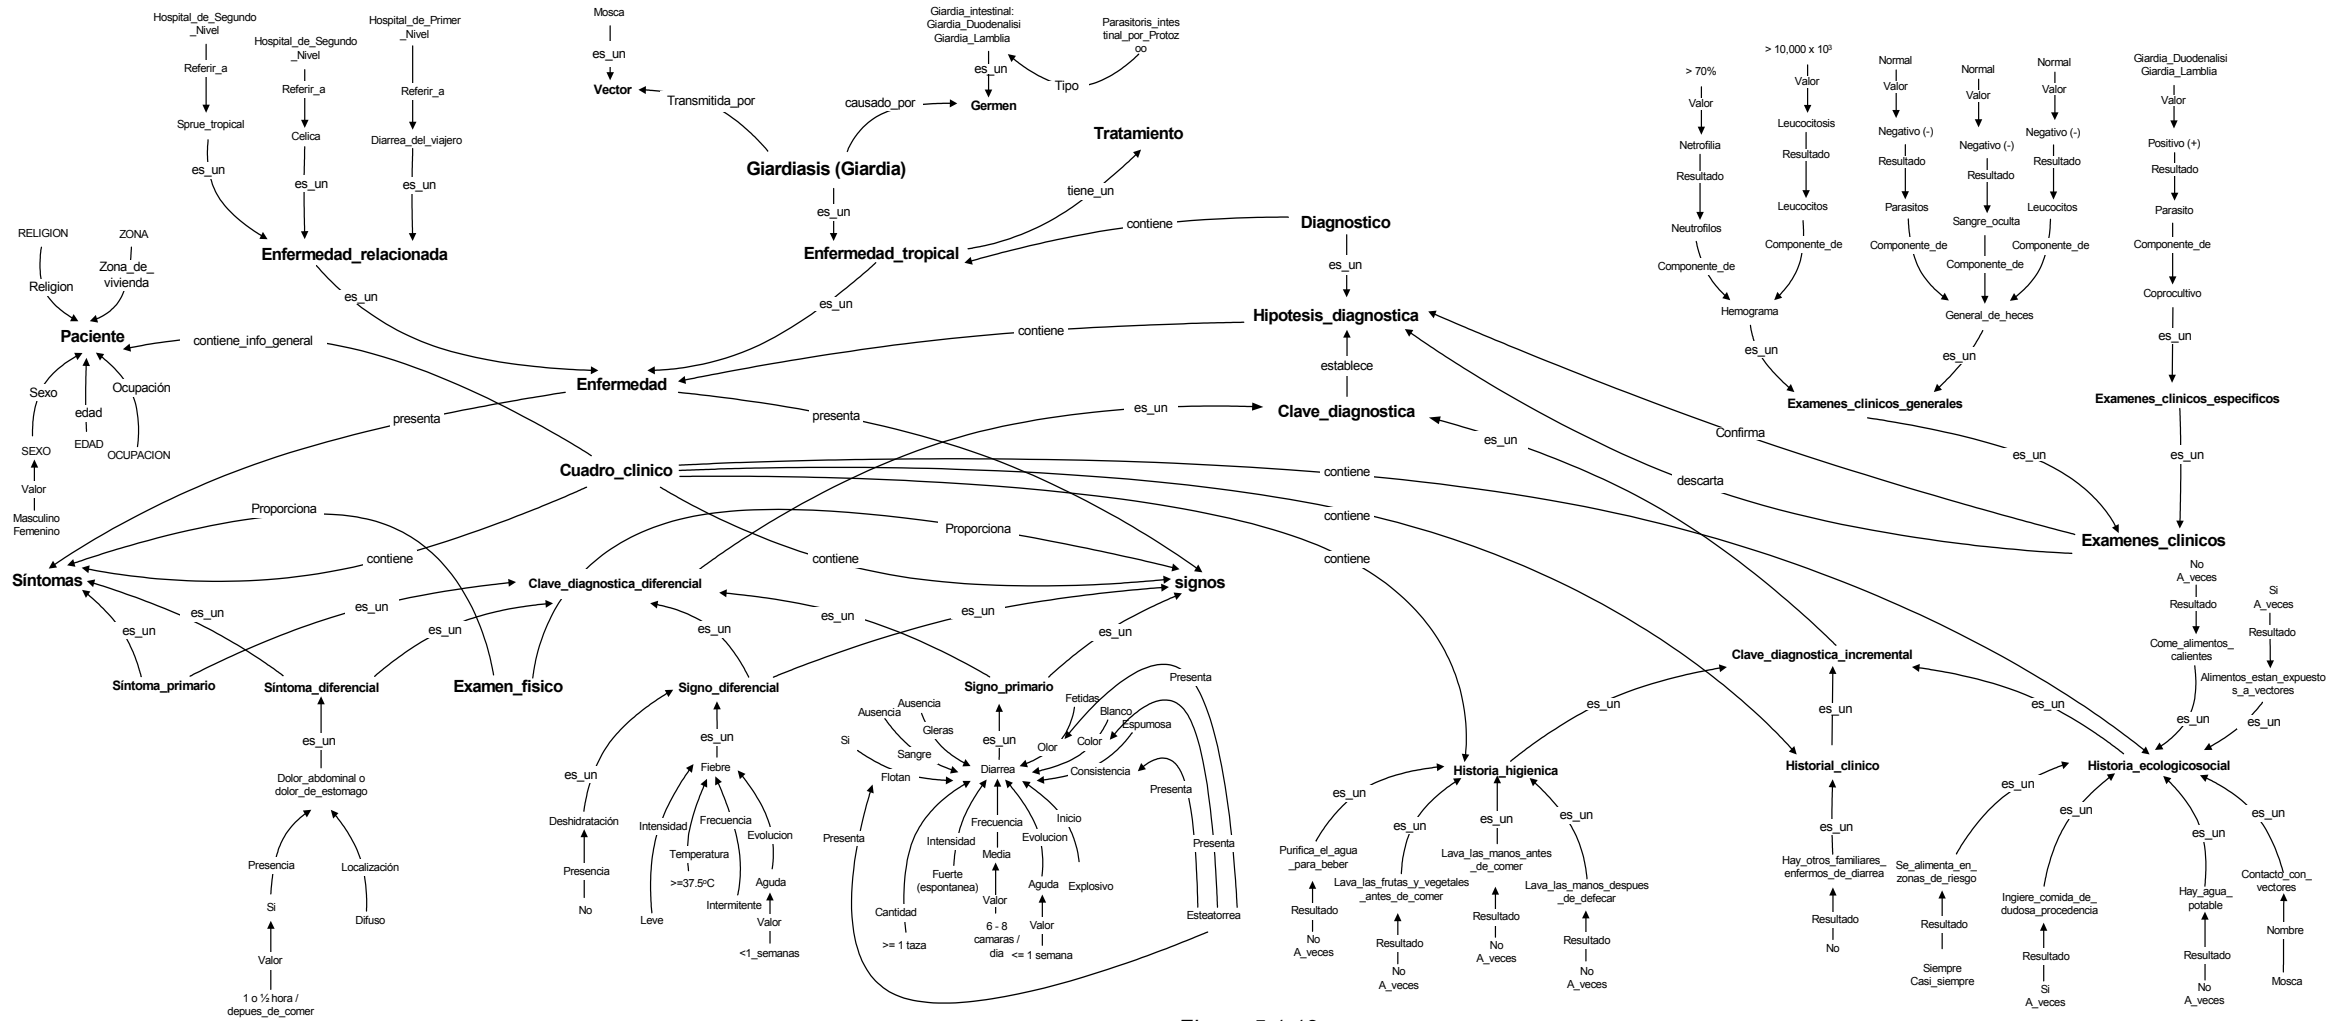 Hospital_de_Segundo
_Nivel
Referir_a
Sprue_tropical
es_un
Hospital_de_Segundo
_Nivel
Referir_a
Celica
es_un
Hospital_de_Primer
_Nivel
Referir_a
Diarrea_del_viajero
es_un
Enfermedad_relacionada
es_un
Mosca
es_un
Vector
Transmitida_por
Giardia_intestinal:
Giardia_Duodenalisi
Giardia_Lamblia
es_un
Germen
Parasitoris_intes
tinal_por_Protoz
oo
Tipo
causado_por
Giardiasis (Giardia)
es_un
Enfermedad_tropical
es_un
tiene_un
Tratamiento
contiene
Diagnostico
es_un
Hipotesis_diagnostica
contiene
establece
Clave_diagnostica
es_un
es_un
Confirma
descarta
> 70%
Valor
Netrofilia
Resultado
Neutrofilos
Componente_de
> 10,000 x 10³
Valor
Leucocitosis
Resultado
Leucocitos
Componente_de
Hemograma
es_un
Normal
Valor
Negativo (-)
Resultado
Parasitos
Componente_de
Normal
Valor
Negativo (-)
Resultado
Sangre_oculta
Componente_de
Normal
Valor
Negativo (-)
Resultado
Leucocitos
Componente_de
General_de_heces
es_un
Examenes_clinicos_generales
es_un
Giardia_Duodenalisi
Giardia_Lamblia
Valor
Positivo (+)
Resultado
Parasito
Componente_de
Coprocultivo
es_un
Examenes_clinicos_especificos
es_un
Examenes_clinicos
RELIGION
Religion
ZONA
Zona_de_
vivienda
Paciente
contiene_info_general
Sexo
SEXO
Valor
Masculino
Femenino
edad
EDAD
Ocupación
OCUPACION
Enfermedad
presenta
presenta
Cuadro_clinico
contiene
contiene
contiene
contiene
contiene
Proporciona
Proporciona
Síntomas
Clave_diagnostica_diferencial
signos
es_un
es_un
es_un
es_un
es_un
es_un
es_un
es_un
Síntoma_primario
Síntoma_diferencial
Examen_fisico
Signo_diferencial
Signo_primario
es_un
Dolor_abdominal o
dolor_de_estomago
Presencia
Si
Valor
1 o ½ hora /
depues_de_comer
Localización
Difuso
es_un
Deshidratación
Presencia
No
es_un
Fiebre
Intensidad
Leve
Temperatura
>=37.5ºC
Frecuencia
Intermitente
Evolucion
Aguda
Valor
<1_semanas
es_un
Diarrea
Si
Flotan
Ausencia
Sangre
Ausencia
Gleras
Fetidas
Olor
Blanco
Color
Espumosa
Consistencia
Presenta
Presenta
Presenta
Presenta
Esteatorrea
Cantidad
>= 1 taza
Intensidad
Fuerte
(espontanea)
Frecuencia
Media
Valor
6 - 8
camaras /
dia
Evolucion
Aguda
Valor
<= 1 semana
Inicio
Explosivo
Clave_diagnostica_incremental
es_un
es_un
es_un
Historia_higienica
Historial_clinico
Historia_ecologicosocial
es_un
Purifica_el_agua
_para_beber
Resultado
No
A_veces
es_un
Lava_las_frutas_y_vegetales
_antes_de_comer
Resultado
No
A_veces
es_un
Lava_las_manos_antes
_de_comer
Resultado
No
A_veces
es_un
Lava_las_manos_despues
_de_defecar
Resultado
No
A_veces
es_un
Hay_otros_familiares_
enfermos_de_diarrea
Resultado
No
No
A_veces
Resultado
Come_alimentos_
calientes
es_un
Si
A_veces
Resultado
Alimentos_estan_expuesto
s_a_vectores
es_un
es_un
Se_alimenta_en_
zonas_de_riesgo
Resultado
Siempre
Casi_siempre
es_un
Ingiere_comida_de_
dudosa_procedencia
Resultado
Si
A_veces
es_un
Hay_agua_
potable
Resultado
No
A_veces
es_un
Contacto_con_
vectores
Nombre
Mosca